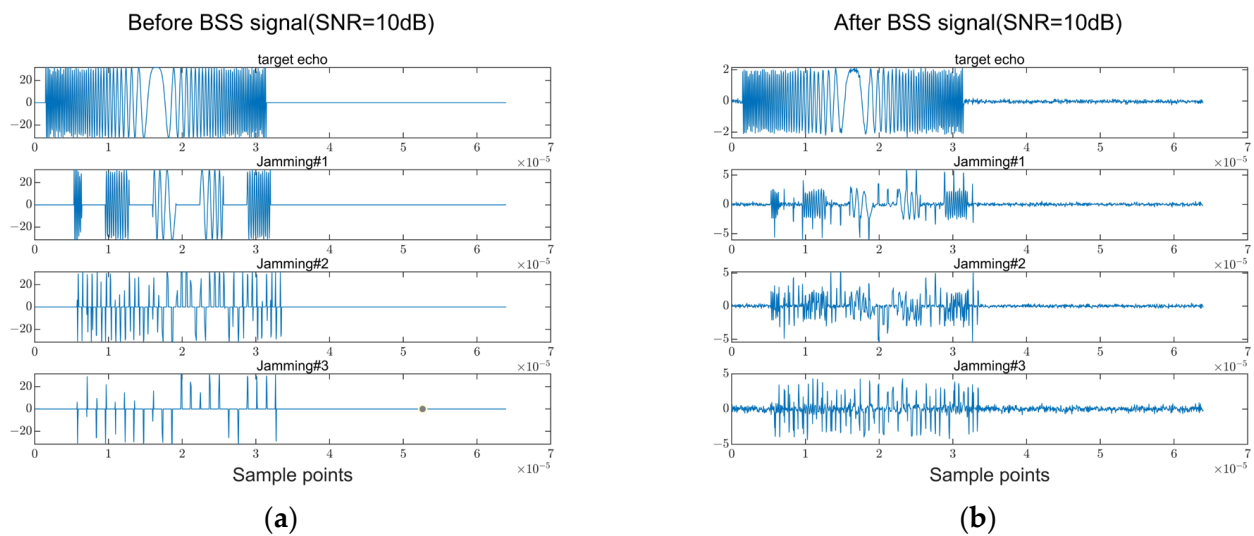 Before BSS signal(SNR=10dB)
target echo
20
0
−20
0 1 2 3 4 5 6 7
×10⁻⁵
Jamming#1
20
0
−20
0 1 2 3 4 5 6 7
×10⁻⁵
Jamming#2
20
0
−20
0 1 2 3 4 5 6 7
×10⁻⁵
Jamming#3
20
0
−20
0 1 2 3 4 5 6 7
×10⁻⁵
Sample points
(a)
After BSS signal(SNR=10dB)
target echo
2
0
−2
0 1 2 3 4 5 6 7
×10⁻⁵
Jamming#1
5
0
−5
0 1 2 3 4 5 6 7
×10⁻⁵
Jamming#2
5
0
−5
0 1 2 3 4 5 6 7
×10⁻⁵
Jamming#3
5
0
−5
0 1 2 3 4 5 6 7
×10⁻⁵
Sample points
(b)